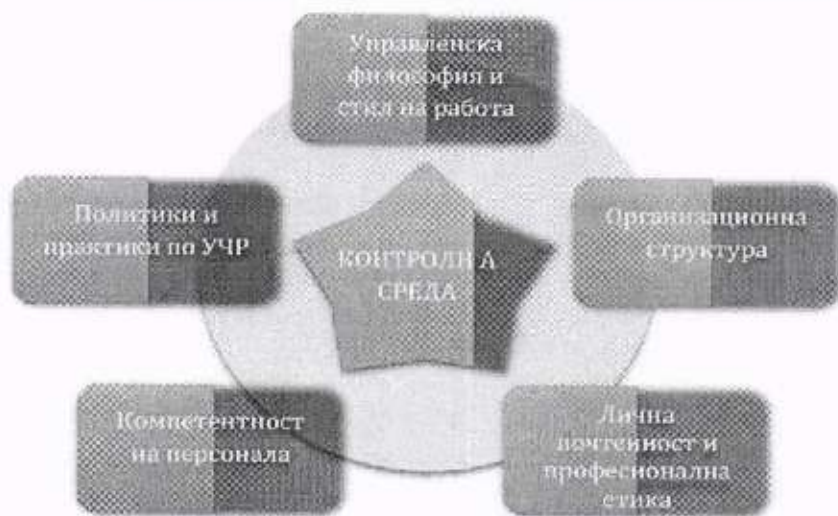 Управленска
философия и
стил на работа
Политики и
практики по УЧР
КОНТРОЛНА
СРЕДА
Организационна
структура
Компетентност
на персонала
Лична
почтенност и
професионална
етика